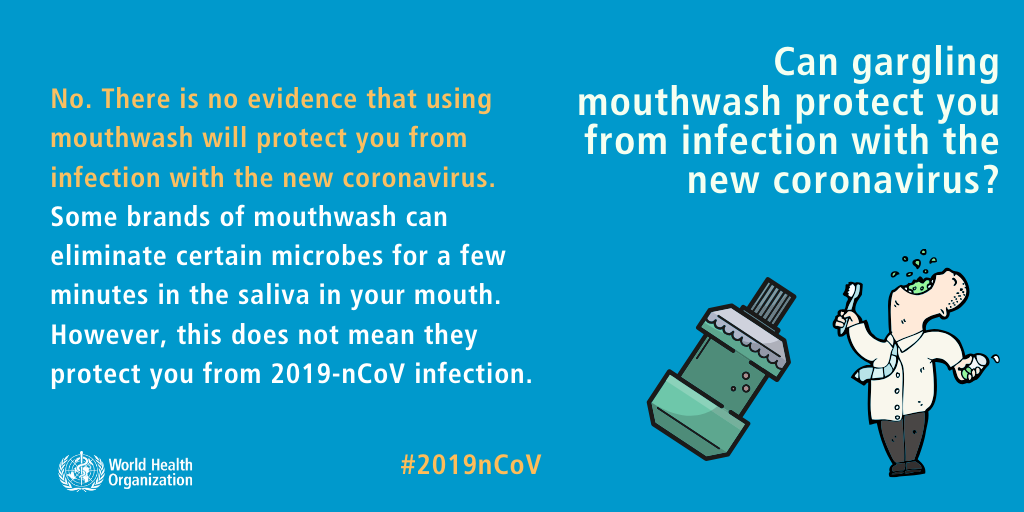 Can gargling
mouthwash protect you
from infection with the
new coronavirus?
No. There is no evidence that using
mouthwash will protect you from
infection with the new coronavirus.
Some brands of mouthwash can
eliminate certain microbes for a few
minutes in the saliva in your mouth.
However, this does not mean they
protect you from 2019-nCoV infection.
World Health
Organization
#2019nCoV